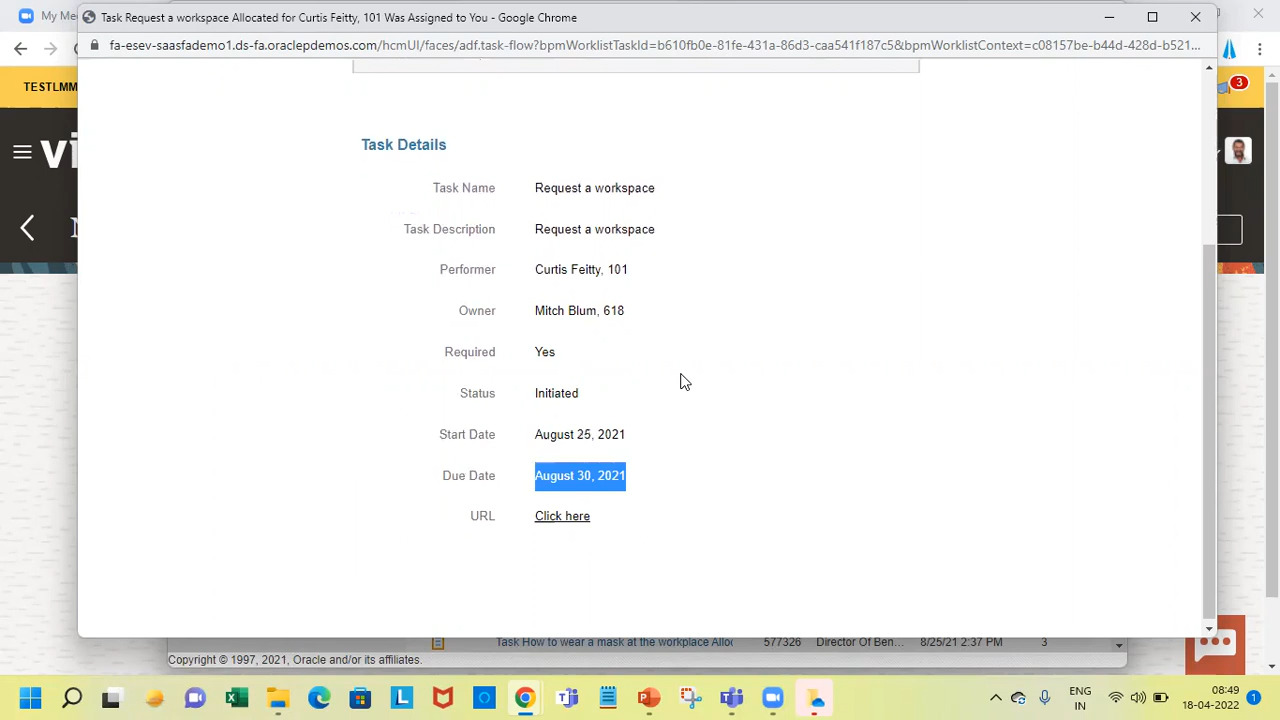 My Me
Task Request a workspace Allocated for Curtis Feitty, 101 Was Assigned to You - Google Chrome
fa-esev-saasfademo1.ds-fa.oraclepdemos.com/hcmUI/faces/adf.task-flow?bpmWorklistTaskId=b610fb0e-81fe-431a-8fd3-caa541f187c5&bpmWorklistContext=c08157be-b44d-428d-b521...
TESTLMM
3
vi
Task Details
Task Name Request a workspace
Task Description Request a workspace
Performer Curtis Feitty, 101
Owner Mitch Blum, 618
Required Yes
Status Initiated
Start Date August 25, 2021
Due Date August 30, 2021
URL Click here
Task How to wear a mask at the workplace Alloc 577326 Director Of Ben... 8/25/21 2:37 PM 3
Copyright © 1997, 2021, Oracle and/or its affiliates.
ENG 08:49
IN 18-04-2022 1